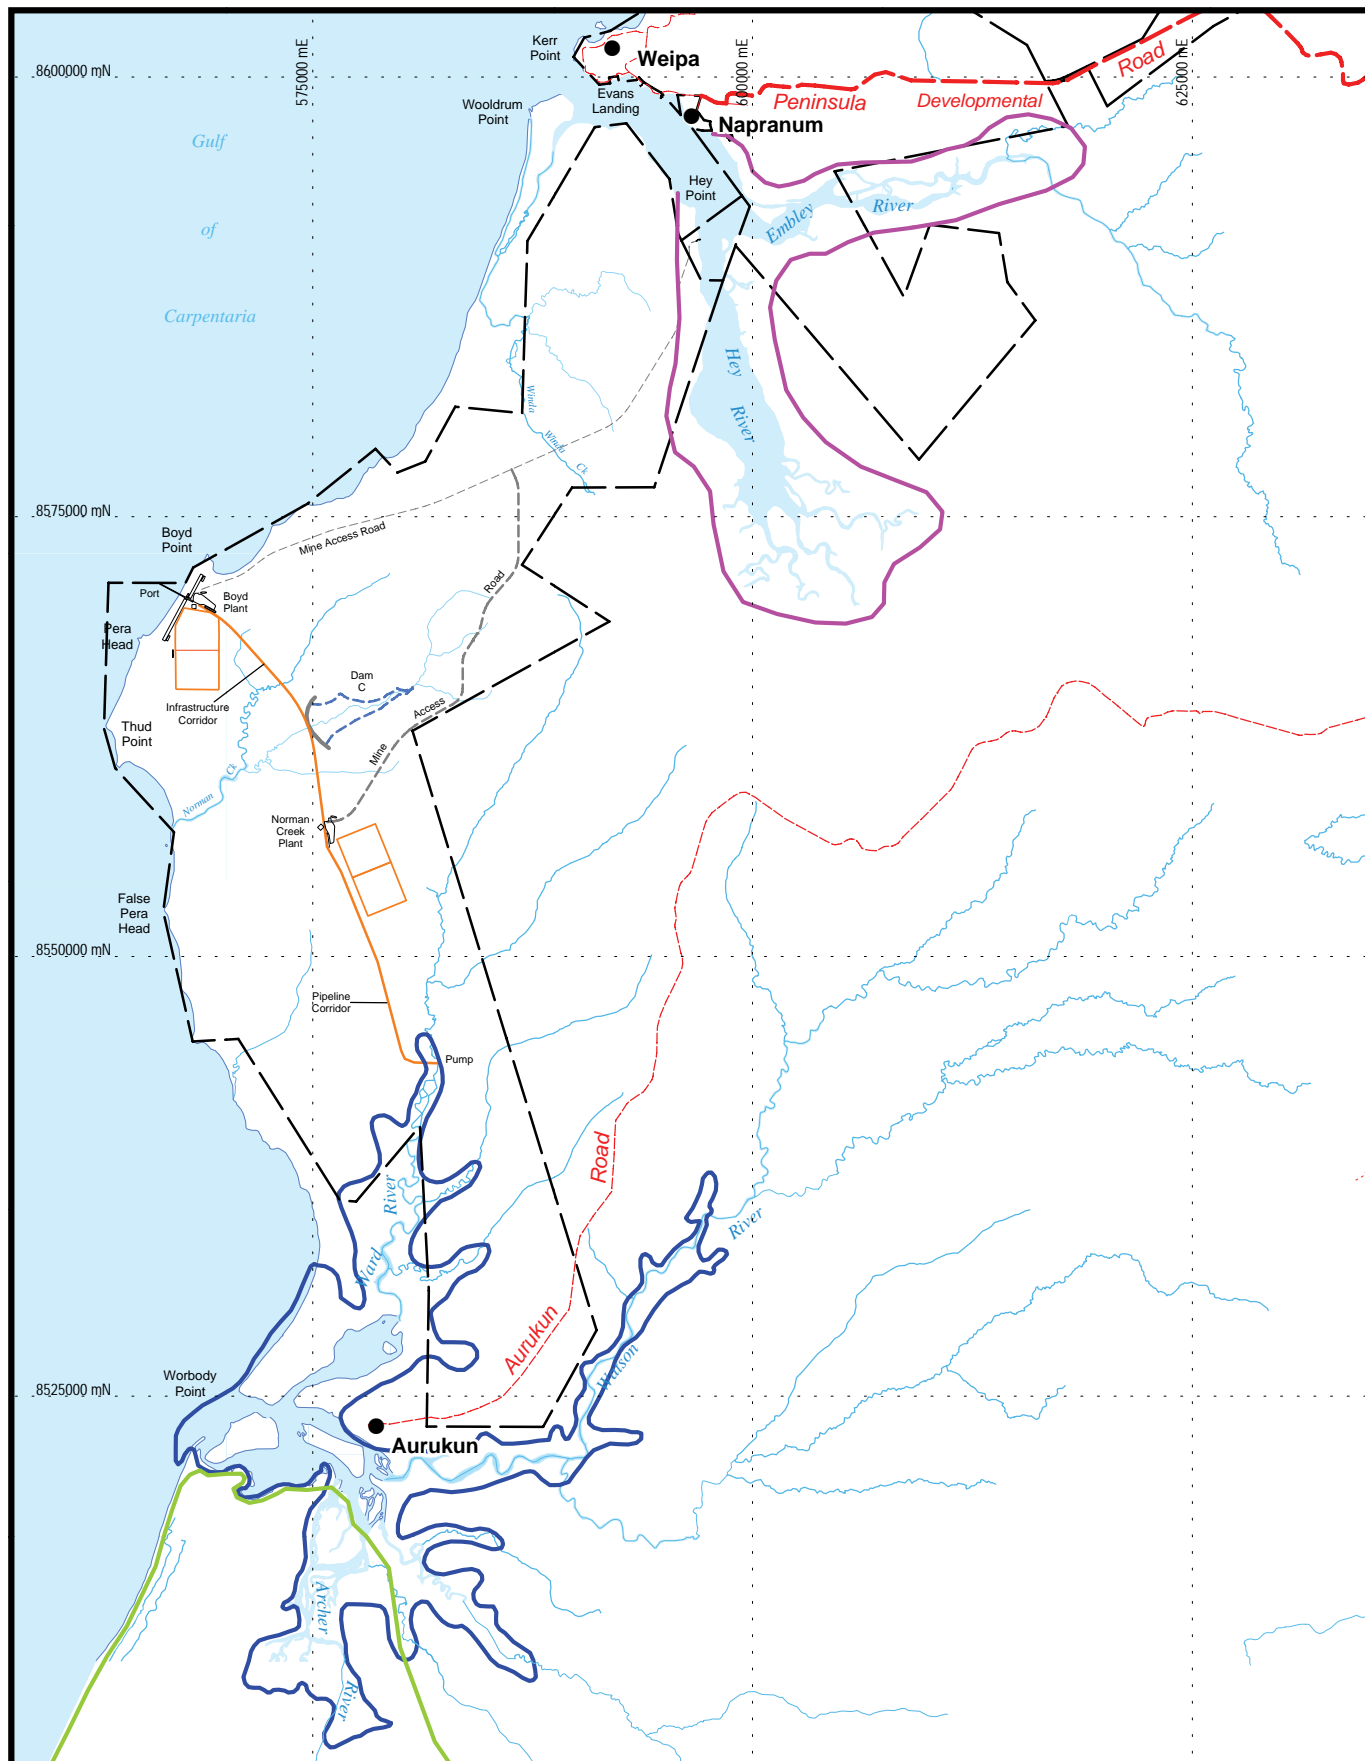 575000 mE
600000 mE
625000 mE
8600000 mN
Kerr
Point
Weipa
Evans
Landing
Wooldrum
Point
Napranum
Peninsula
Developmental
Road
Gulf
of
Carpentaria
Hey
Point
Embley
River
Hey
River
Winda
Winda
Ck
8575000 mN
Boyd
Point
Mine Access Road
Port
Boyd
Plant
Pera
Head
Road
Dam
C
Infrastructure
Corridor
Access
Mine
Thud
Point
Norman
Ck
Norman
Creek
Plant
False
Pera
Head
8550000 mN
Pipeline
Corridor
Pump
Ward
River
Road
Aurukun
River
Watson
Worbody
Point
8525000 mN
Aurukun
Archer
River